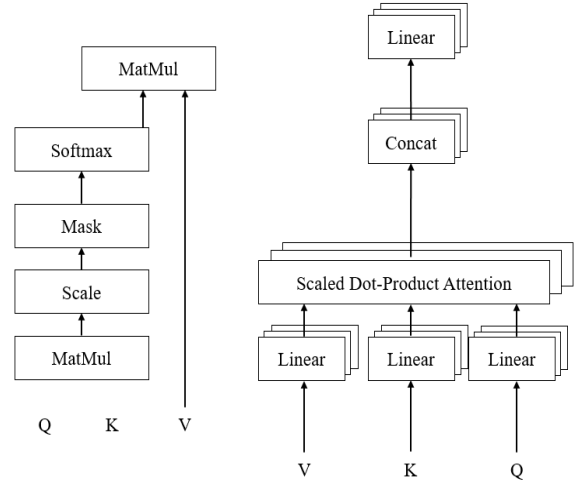 MatMul
Softmax
Mask
Scale
MatMul
Q K V
Linear
Concat
Scaled Dot-Product Attention
Linear Linear Linear
V K Q